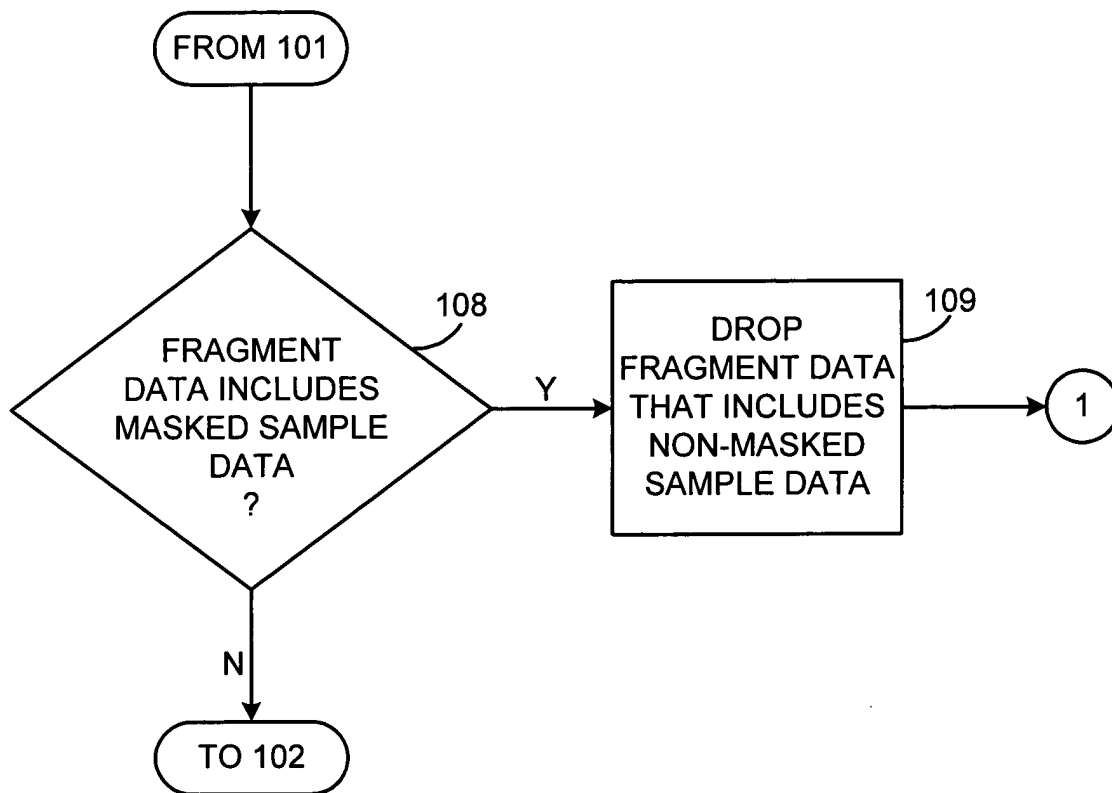 FROM 101
108
FRAGMENT
DATA INCLUDES
MASKED SAMPLE
DATA
?
Y
109
DROP
FRAGMENT DATA
THAT INCLUDES
NON-MASKED
SAMPLE DATA
1
N
TO 102